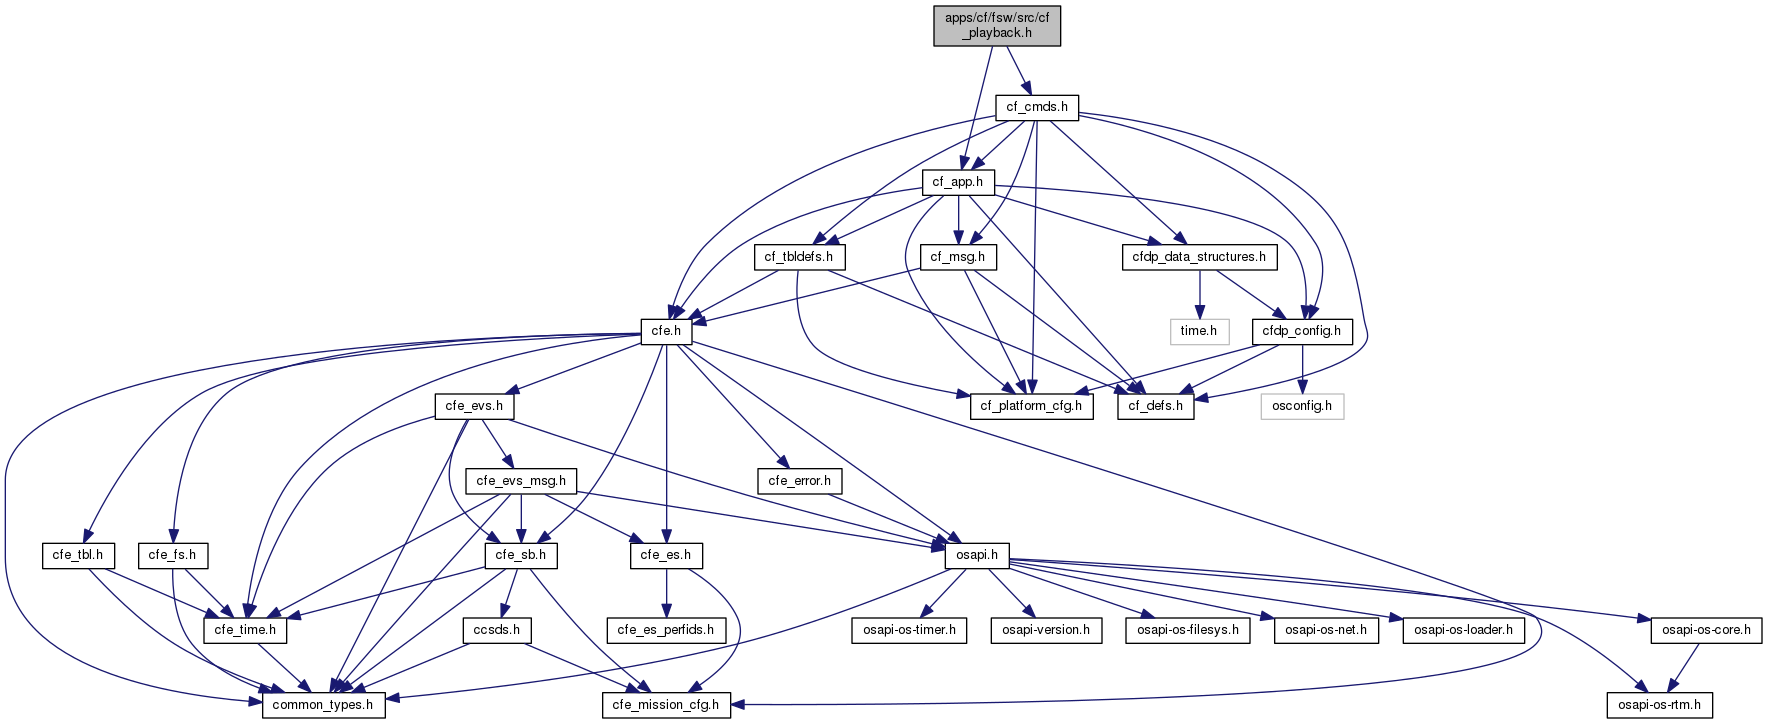 apps/cf/fsw/src/cf
_playback.h
cf_cmds.h
cf_app.h
cf_tbldefs.h
cf_msg.h
cfdp_data_structures.h
cfe.h
time.h
cfdp_config.h
cfe_evs.h
cf_platform_cfg.h
cf_defs.h
osconfig.h
cfe_evs_msg.h
cfe_error.h
cfe_tbl.h
cfe_fs.h
cfe_sb.h
cfe_es.h
osapi.h
cfe_time.h
ccsds.h
cfe_es_perfids.h
osapi-os-timer.h
osapi-version.h
osapi-os-filesys.h
osapi-os-net.h
osapi-os-loader.h
osapi-os-core.h
common_types.h
cfe_mission_cfg.h
osapi-os-rtm.h